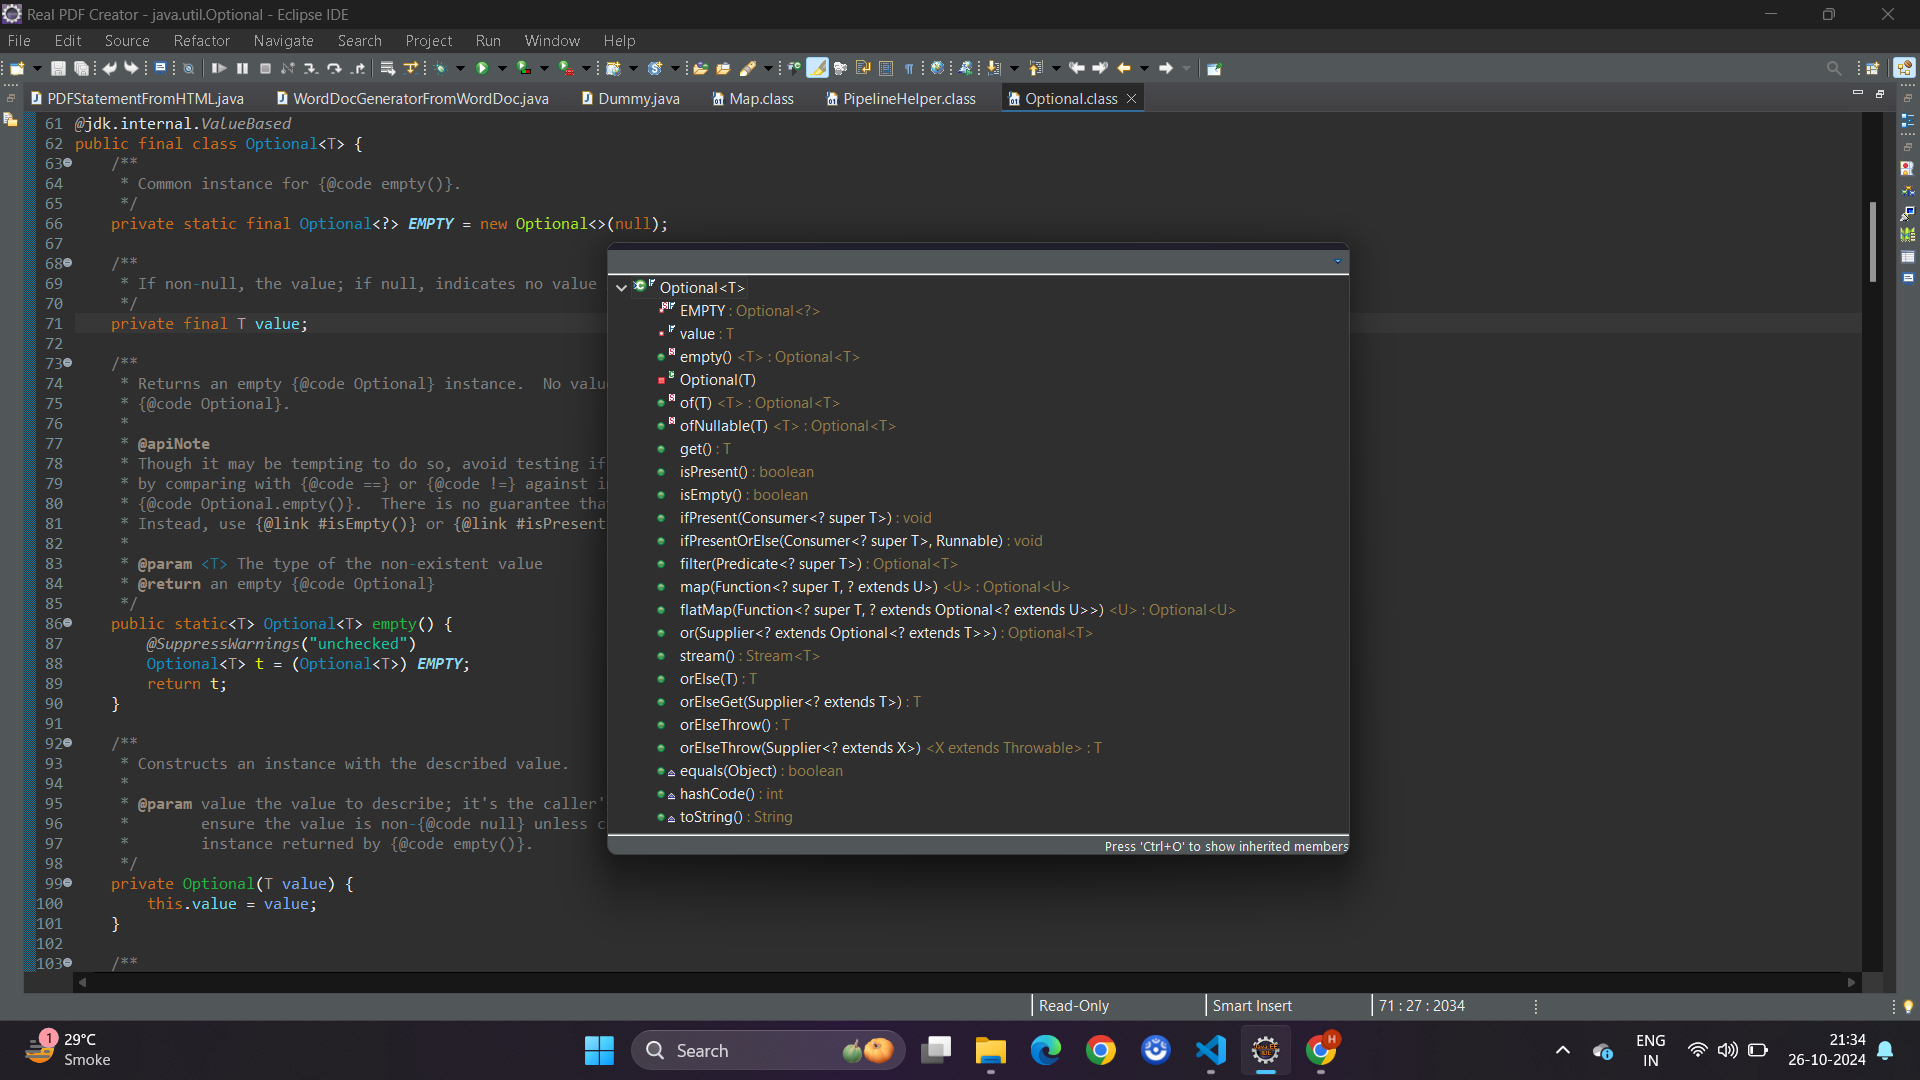 Real PDF Creator - java.util.Optional - Eclipse IDE
File Edit Source Refactor Navigate Search Project Run Window Help
PDFStatementFromHTML.java WordDocGeneratorFromWordDoc.java Dummy.java Map.class PipelineHelper.class Optional.class
61 @jdk.internal.ValueBased
62 public final class Optional<T> {
63 /**
64 * Common instance for {@code empty()}.
65 */
66 private static final Optional<?> EMPTY = new Optional<>(null);
67
68 /**
69 * If non-null, the value; if null, indicates no value
70 */
71 private final T value;
72
73 /**
74 * Returns an empty {@code Optional} instance.  No valu
75 * {@code Optional}.
76 *
77 * @apiNote
78 * Though it may be tempting to do so, avoid testing if
79 * by comparing with {@code ==} or {@code !=} against i
80 * {@code Optional.empty()}.  There is no guarantee tha
81 * Instead, use {@link #isEmpty()} or {@link #isPresent
82 *
83 * @param <T> The type of the non-existent value
84 * @return an empty {@code Optional}
85 */
86 public static<T> Optional<T> empty() {
87 @SuppressWarnings("unchecked")
88 Optional<T> t = (Optional<T>) EMPTY;
89 return t;
90 }
91
92 /**
93 * Constructs an instance with the described value.
94 *
95 * @param value the value to describe; it's the caller'
96 * ensure the value is non-{@code null} unless c
97 * instance returned by {@code empty()}.
98 */
99 private Optional(T value) {
100 this.value = value;
101 }
102
103 /**
Optional<T>
EMPTY : Optional<?>
value : T
empty() <T> : Optional<T>
Optional(T)
of(T) <T> : Optional<T>
ofNullable(T) <T> : Optional<T>
get() : T
isPresent() : boolean
isEmpty() : boolean
ifPresent(Consumer<? super T>) : void
ifPresentOrElse(Consumer<? super T>, Runnable) : void
filter(Predicate<? super T>) : Optional<T>
map(Function<? super T, ? extends U>) <U> : Optional<U>
flatMap(Function<? super T, ? extends Optional<? extends U>>) <U> : Optional<U>
or(Supplier<? extends Optional<? extends T>>) : Optional<T>
stream() : Stream<T>
orElse(T) : T
orElseGet(Supplier<? extends T>) : T
orElseThrow() : T
orElseThrow(Supplier<? extends X>) <X extends Throwable> : T
equals(Object) : boolean
hashCode() : int
toString() : String
Press 'Ctrl+O' to show inherited members
Read-Only Smart Insert 71 : 27 : 2034
1 29°C
Smoke
Search
H
ENG
IN
21:34
26-10-2024